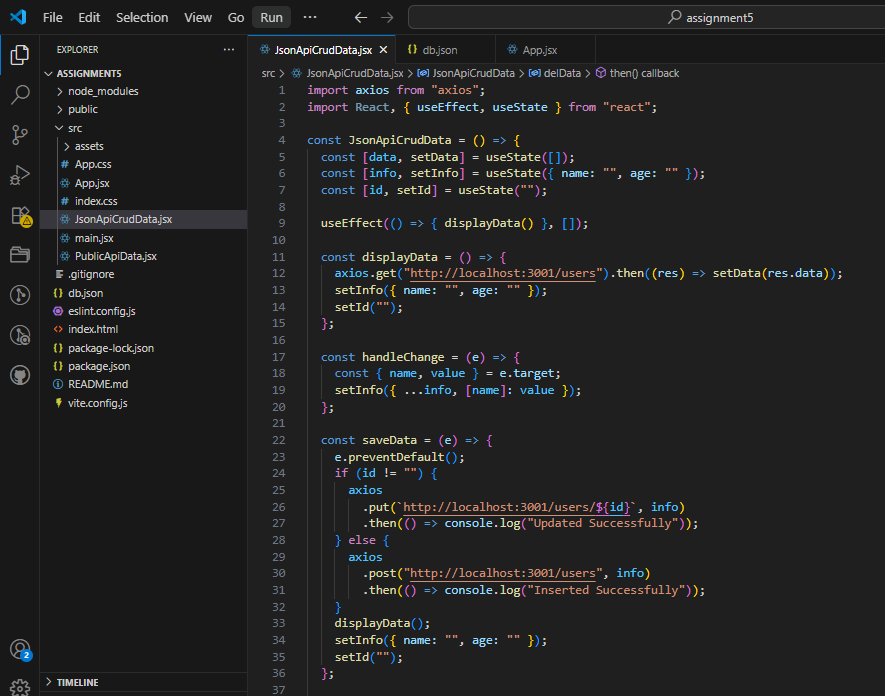 File Edit Selection View Go Run ··· assignment5
EXPLORER ···
ASSIGNMENT5
node_modules
public
src
assets
# App.css
App.jsx
# index.css
JsonApiCrudData.jsx
main.jsx
PublicApiData.jsx
.gitignore
{} db.json
eslint.config.js
<> index.html
{} package-lock.json
{} package.json
README.md
vite.config.js
2
TIMELINE
JsonApiCrudData.jsx × {} db.json App.jsx
src > JsonApiCrudData.jsx > JsonApiCrudData > delData > then() callback
1 import axios from "axios";
2 import React, { useEffect, useState } from "react";
3
4 const JsonApiCrudData = () => {
5 const [data, setData] = useState([]);
6 const [info, setInfo] = useState({ name: "", age: "" });
7 const [id, setId] = useState("");
8
9 useEffect(() => { displayData() }, []);
10
11 const displayData = () => {
12 axios.get("http://localhost:3001/users").then((res) => setData(res.data));
13 setInfo({ name: "", age: "" });
14 setId("");
15 };
16
17 const handleChange = (e) => {
18 const { name, value } = e.target;
19 setInfo({ ...info, [name]: value });
20 };
21
22 const saveData = (e) => {
23 e.preventDefault();
24 if (id != "") {
25 axios
26 .put(`http://localhost:3001/users/${id}`, info)
27 .then(() => console.log("Updated Successfully"));
28 } else {
29 axios
30 .post("http://localhost:3001/users", info)
31 .then(() => console.log("Inserted Successfully"));
32 }
33 displayData();
34 setInfo({ name: "", age: "" });
35 setId("");
36 };
37